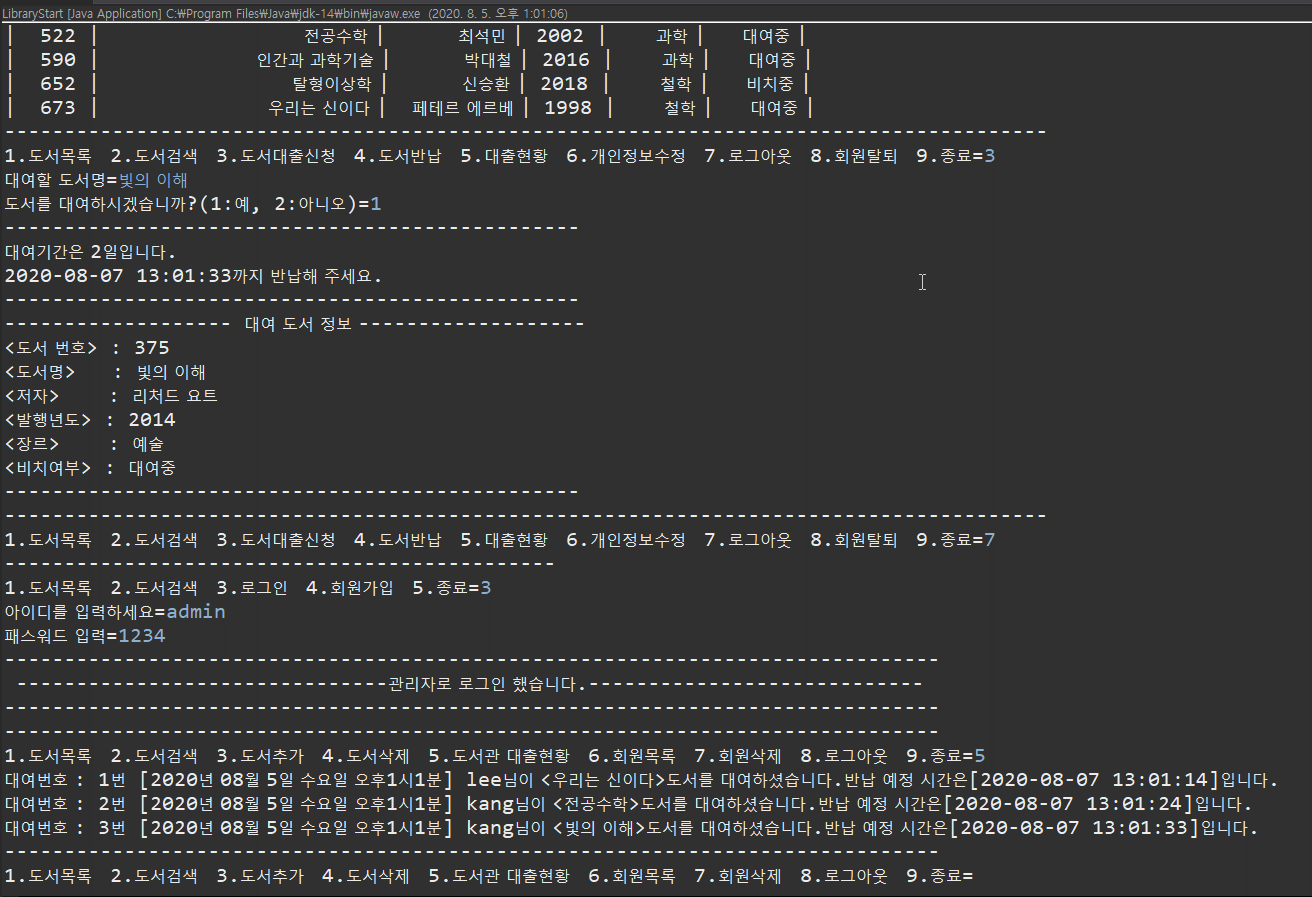 LibraryStart [Java Application] C:₩Program Files₩Java₩jdk-14₩bin₩javaw.exe (2020. 8. 5. 오후 1:01:06)
| 522 | 전공수학 | 최석민 | 2002 | 과학 | 대여중 |
| 590 | 인간과 과학기술 | 박대철 | 2016 | 과학 | 대여중 |
| 652 | 탈형이상학 | 신승환 | 2018 | 철학 | 비치중 |
| 673 | 우리는 신이다 | 페테르 에르베 | 1998 | 철학 | 대여중 |
----------------------------------------------------------------------------------------
1.도서목록 2.도서검색 3.도서대출신청 4.도서반납 5.대출현황 6.개인정보수정 7.로그아웃 8.회원탈퇴 9.종료=3
대여할 도서명=빛의 이해
도서를 대여하시겠습니까?(1:예, 2:아니오)=1
-------------------------------------------------
대여기간은 2일입니다.
2020-08-07 13:01:33까지 반납해 주세요.
-------------------------------------------------
------------------- 대여 도서 정보 -------------------
<도서 번호> : 375
<도서명> : 빛의 이해
<저자> : 리처드 요트
<발행년도> : 2014
<장르> : 예술
<비치여부> : 대여중
-------------------------------------------------
----------------------------------------------------------------------------------------
1.도서목록 2.도서검색 3.도서대출신청 4.도서반납 5.대출현황 6.개인정보수정 7.로그아웃 8.회원탈퇴 9.종료=7
-----------------------------------------------
1.도서목록 2.도서검색 3.로그인 4.회원가입 5.종료=3
아이디를 입력하세요=admin
패스워드 입력=1234
-------------------------------------------------------------------------------
-------------------------------관리자로 로그인 했습니다.----------------------------
-------------------------------------------------------------------------------
-------------------------------------------------------------------------------
1.도서목록 2.도서검색 3.도서추가 4.도서삭제 5.도서관 대출현황 6.회원목록 7.회원삭제 8.로그아웃 9.종료=5
대여번호 : 1번 [2020년 08월 5일 수요일 오후1시1분] lee님이 <우리는 신이다>도서를 대여하셨습니다.반납 예정 시간은[2020-08-07 13:01:14]입니다.
대여번호 : 2번 [2020년 08월 5일 수요일 오후1시1분] kang님이 <전공수학>도서를 대여하셨습니다.반납 예정 시간은[2020-08-07 13:01:24]입니다.
대여번호 : 3번 [2020년 08월 5일 수요일 오후1시1분] kang님이 <빛의 이해>도서를 대여하셨습니다.반납 예정 시간은[2020-08-07 13:01:33]입니다.
-------------------------------------------------------------------------------
1.도서목록 2.도서검색 3.도서추가 4.도서삭제 5.도서관 대출현황 6.회원목록 7.회원삭제 8.로그아웃 9.종료=